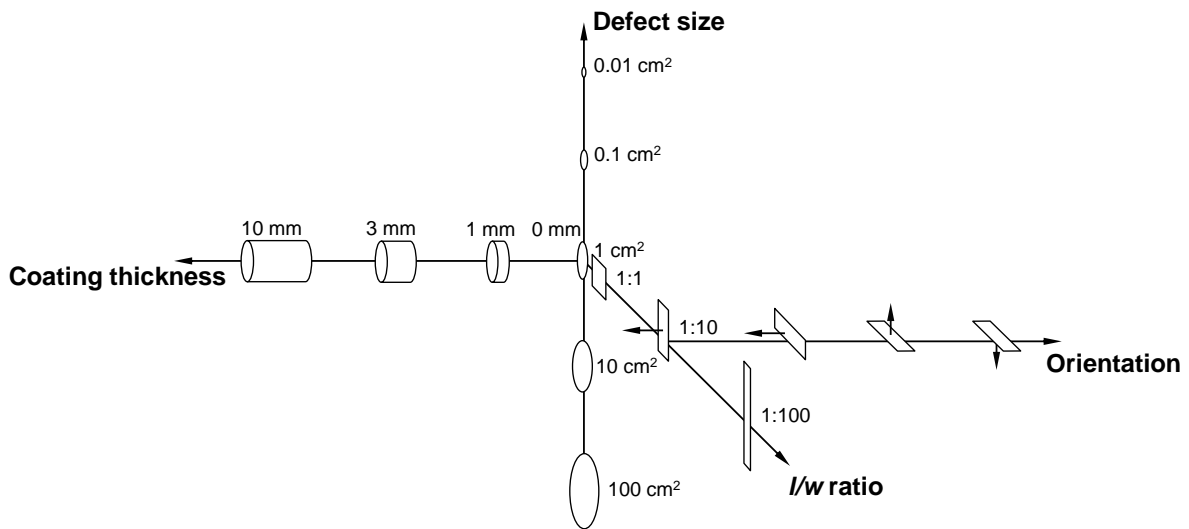 Defect size
0.01 cm²
0.1 cm²
10 mm
3 mm
1 mm
0 mm
1 cm²
Coating thickness
1:1
1:10
Orientation
10 cm²
1:100
l/w ratio
100 cm²